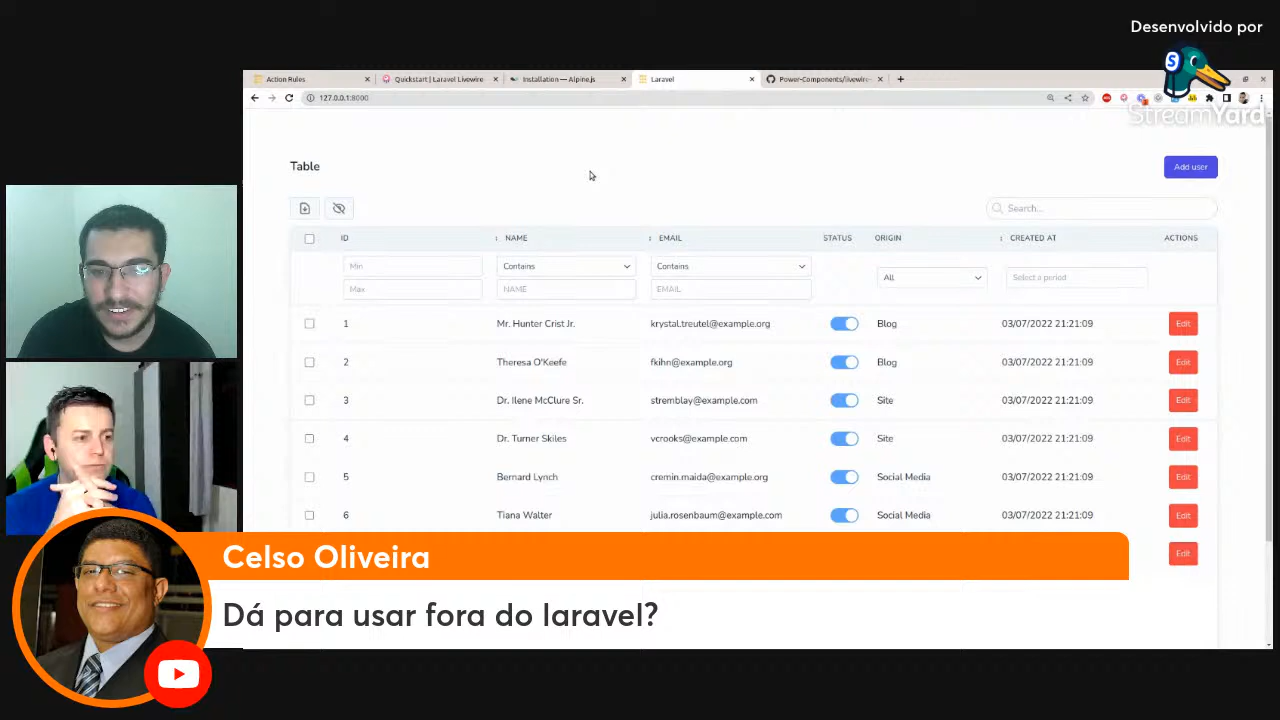 Desenvolvido por
StreamYard
Action Rules
Quickstart | Laravel Livewire
Installation — Alpine.js
Laravel
Power-Components/livewire-
127.0.0.1:8000
Table
Add user
Search...
ID NAME EMAIL STATUS ORIGIN CREATED AT ACTIONS
Min Contains Contains All Select a period
Max NAME EMAIL
1 Mr. Hunter Crist Jr. krystal.treutel@example.org Blog 03/07/2022 21:21:09 Edit
2 Theresa O'Keefe fkihn@example.org Blog 03/07/2022 21:21:09 Edit
3 Dr. Ilene McClure Sr. stremblay@example.com Site 03/07/2022 21:21:09 Edit
4 Dr. Turner Skiles vcrooks@example.com Site 03/07/2022 21:21:09 Edit
5 Bernard Lynch cremin.maida@example.org Social Media 03/07/2022 21:21:09 Edit
6 Tiana Walter julia.rosenbaum@example.com Social Media 03/07/2022 21:21:09 Edit
Edit
Celso Oliveira
Dá para usar fora do laravel?